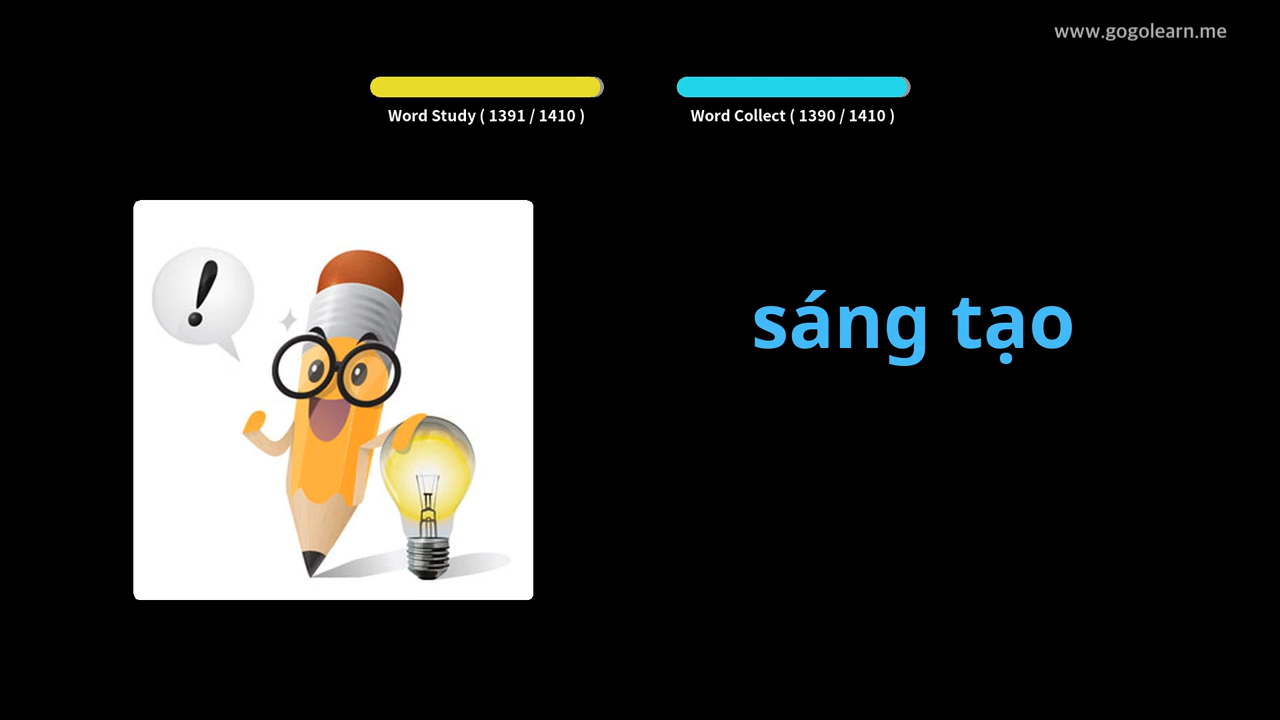 www.gogolearn.me
Word Study ( 1391 / 1410 )
Word Collect ( 1390 / 1410 )
!
sáng tạo